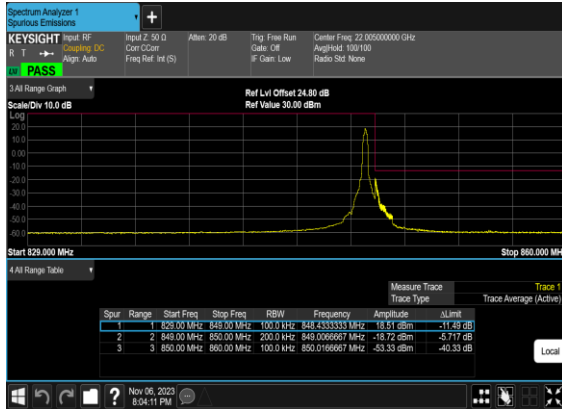 Spectrum Analyzer 1
Spurious Emissions
+
KEYSIGHT Input: RF Input Z: 50 Ω Atten: 20 dB Trig: Free Run Center Freq: 22.005000000 GHz
R T Coupling: DC Corr CCorr Gate: Off Avg|Hold: 100/100
Align: Auto Freq Ref: Int (S) IF Gain: Low Radio Std: None
PASS
3 All Range Graph
Ref Lvl Offset 24.80 dB
Scale/Div 10.0 dB Ref Value 30.00 dBm
Log
20.0
10.0
0.00
-10.0
-20.0
-30.0
-40.0
-50.0
-60.0
Start 829.000 MHz Stop 860.000 MHz
4 All Range Table
Measure Trace Trace 1
Trace Type Trace Average (Active)
Spur Range Start Freq Stop Freq RBW Frequency Amplitude ΔLimit
1 1 829.00 MHz 849.00 MHz 100.0 kHz 848.4333333 MHz 18.51 dBm -11.49 dB
2 2 849.00 MHz 850.00 MHz 200.0 kHz 849.0066667 MHz -18.72 dBm -5.717 dB
3 3 850.00 MHz 860.00 MHz 100.0 kHz 850.0166667 MHz -53.33 dBm -40.33 dB
Local
? Nov 06, 2023
8:04:11 PM